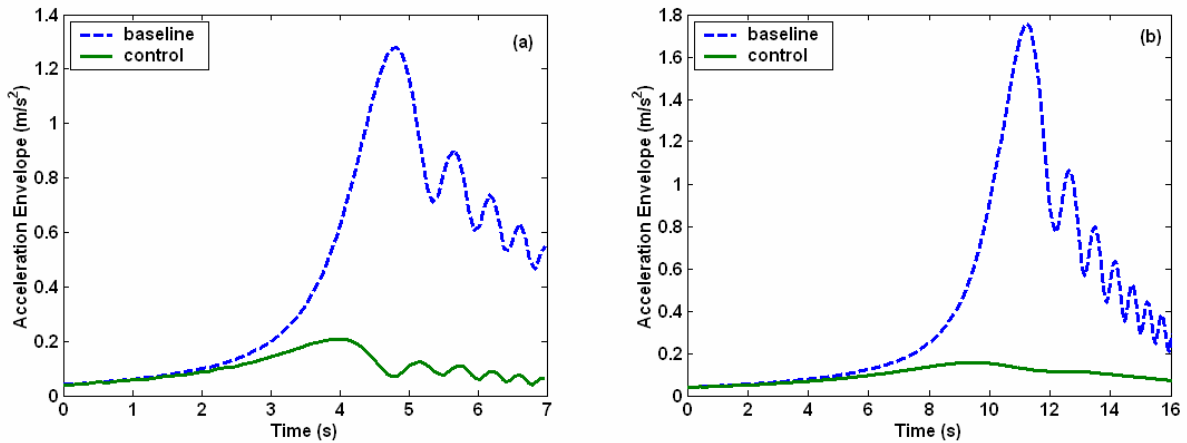 1.4
1.2
1
0.8
0.6
0.4
0.2
0
0 1 2 3 4 5 6 7
Acceleration Envelope (m/s²)
Time (s)
baseline
control
(a)
1.8
1.6
1.4
1.2
1
0.8
0.6
0.4
0.2
0
0 2 4 6 8 10 12 14 16
Acceleration Envelope (m/s²)
Time (s)
baseline
control
(b)